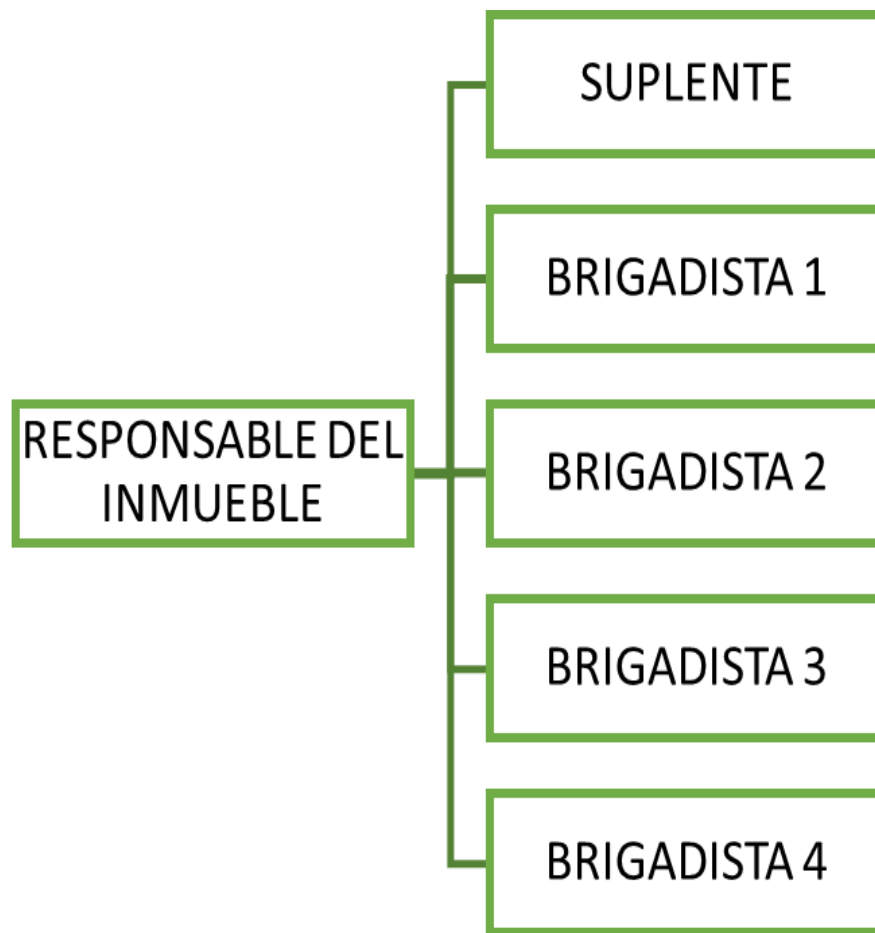 SUPLENTE
BRIGADISTA 1
RESPONSABLE DEL
INMUEBLE
BRIGADISTA 2
BRIGADISTA 3
BRIGADISTA 4